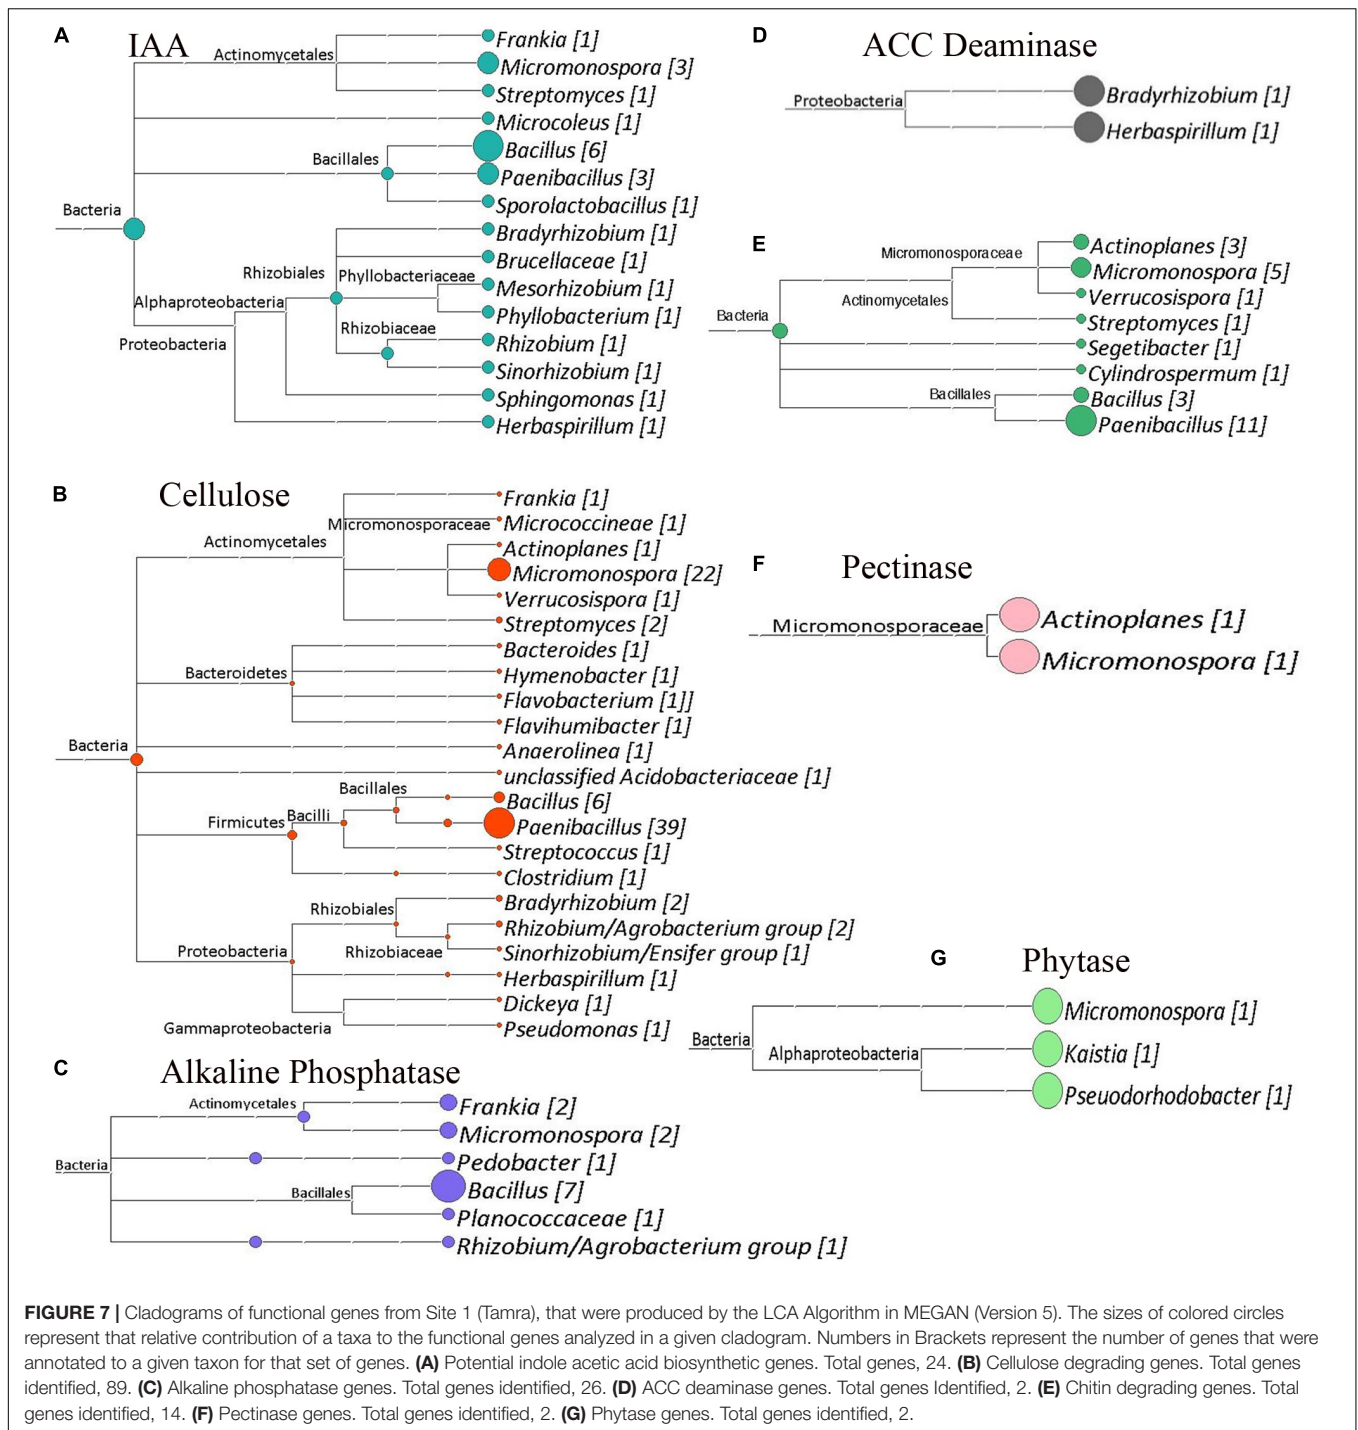 A
IAA
Actinomycetales
Frankia [1]
Micromonospora [3]
Streptomyces [1]
Microcoleus [1]
Bacillales
Bacillus [6]
Paenibacillus [3]
Sporolactobacillus [1]
Bacteria
Bradyrhizobium [1]
Brucellaceae [1]
Rhizobiales
Phyllobacteriaceae
Mesorhizobium [1]
Phyllobacterium [1]
Alphaproteobacteria
Rhizobiaceae
Rhizobium [1]
Sinorhizobium [1]
Proteobacteria
Sphingomonas [1]
Herbaspirillum [1]
D
ACC Deaminase
Proteobacteria
Bradyrhizobium [1]
Herbaspirillum [1]
E
Micromonosporaceae
Actinoplanes [3]
Micromonospora [5]
Verrucosispora [1]
Actinomycetales
Streptomyces [1]
Bacteria
Segetibacter [1]
Cylindrospermum [1]
Bacillales
Bacillus [3]
Paenibacillus [11]
B
Cellulose
Frankia [1]
Micromonosporaceae
Micrococcineae [1]
Actinomycetales
Actinoplanes [1]
Micromonospora [22]
Verrucosispora [1]
Streptomyces [2]
Bacteroidetes
Bacteroides [1]
Hymenobacter [1]
Flavobacterium [1]]
Flavihumibacter [1]
Bacteria
Anaerolinea [1]
unclassified Acidobacteriaceae [1]
Bacillales
Bacillus [6]
Firmicutes
Bacilli
Paenibacillus [39]
Streptococcus [1]
Clostridium [1]
Rhizobiales
Bradyrhizobium [2]
Rhizobium/Agrobacterium group [2]
Proteobacteria
Rhizobiaceae
Sinorhizobium/Ensifer group [1]
Herbaspirillum [1]
Dickeya [1]
Gammaproteobacteria
Pseudomonas [1]
F
Pectinase
Micromonosporaceae
Actinoplanes [1]
Micromonospora [1]
G
Phytase
Micromonospora [1]
Bacteria
Alphaproteobacteria
Kaistia [1]
Pseuodorhodobacter [1]
C
Alkaline Phosphatase
Actinomycetales
Frankia [2]
Micromonospora [2]
Bacteria
Pedobacter [1]
Bacillales
Bacillus [7]
Planococcaceae [1]
Rhizobium/Agrobacterium group [1]
FIGURE 7 | Cladograms of functional genes from Site 1 (Tamra), that were produced by the LCA Algorithm in MEGAN (Version 5). The sizes of colored circles
represent that relative contribution of a taxa to the functional genes analyzed in a given cladogram. Numbers in Brackets represent the number of genes that were
annotated to a given taxon for that set of genes. (A) Potential indole acetic acid biosynthetic genes. Total genes, 24. (B) Cellulose degrading genes. Total genes
identified, 89. (C) Alkaline phosphatase genes. Total genes identified, 26. (D) ACC deaminase genes. Total genes Identified, 2. (E) Chitin degrading genes. Total
genes identified, 14. (F) Pectinase genes. Total genes identified, 2. (G) Phytase genes. Total genes identified, 2.